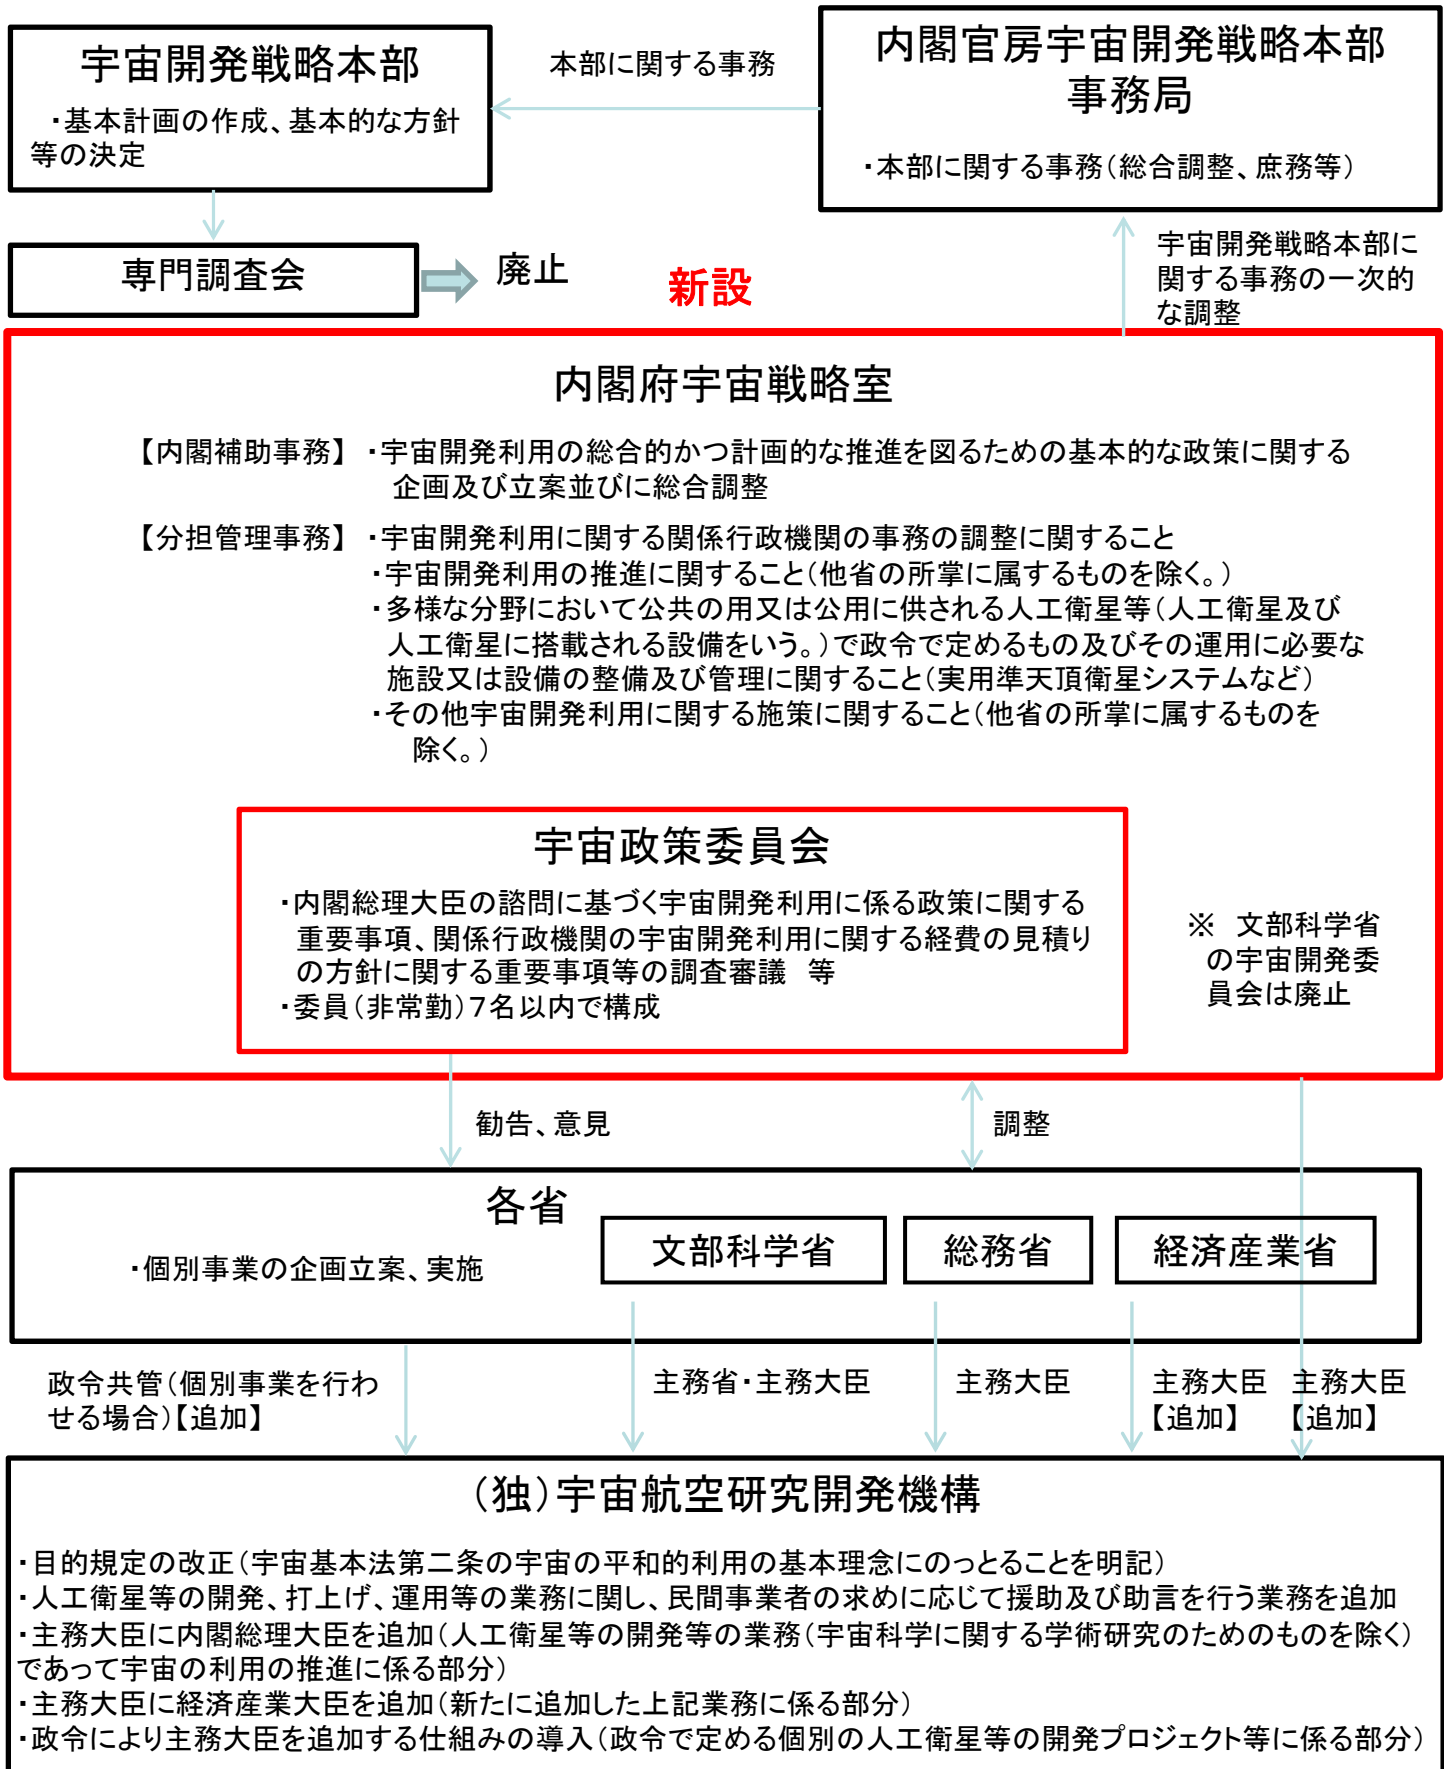 宇宙開発戦略本部
・基本計画の作成、基本的な方針
等の決定
本部に関する事務
内閣官房宇宙開発戦略本部
事務局
・本部に関する事務（総合調整、庶務等）
専門調査会
廃止
新設
宇宙開発戦略本部に
関する事務の一次的
な調整
内閣府宇宙戦略室
【内閣補助事務】・宇宙開発利用の総合的かつ計画的な推進を図るための基本的な政策に関する
企画及び立案並びに総合調整
【分担管理事務】・宇宙開発利用に関する関係行政機関の事務の調整に関すること
・宇宙開発利用の推進に関すること（他省の所掌に属するものを除く。）
・多様な分野において公共の用又は公用に供される人工衛星等（人工衛星及び
人工衛星に搭載される設備をいう。）で政令で定めるもの及びその運用に必要な
施設又は設備の整備及び管理に関すること（実用準天頂衛星システムなど）
・その他宇宙開発利用に関する施策に関すること（他省の所掌に属するものを
除く。）
宇宙政策委員会
・内閣総理大臣の諮問に基づく宇宙開発利用に係る政策に関する
重要事項、関係行政機関の宇宙開発利用に関する経費の見積り
の方針に関する重要事項等の調査審議　等
・委員（非常勤）７名以内で構成
※　文部科学省
の宇宙開発委
員会は廃止
勧告、意見
調整
各省
・個別事業の企画立案、実施
文部科学省
総務省
経済産業省
政令共管（個別事業を行わ
せる場合）【追加】
主務省・主務大臣
主務大臣
主務大臣
【追加】
主務大臣
【追加】
（独）宇宙航空研究開発機構
・目的規定の改正（宇宙基本法第二条の宇宙の平和的利用の基本理念にのっとることを明記）
・人工衛星等の開発、打上げ、運用等の業務に関し、民間事業者の求めに応じて援助及び助言を行う業務を追加
・主務大臣に内閣総理大臣を追加（人工衛星等の開発等の業務（宇宙科学に関する学術研究のためのものを除く）
であって宇宙の利用の推進に係る部分）
・主務大臣に経済産業大臣を追加（新たに追加した上記業務に係る部分）
・政令により主務大臣を追加する仕組みの導入（政令で定める個別の人工衛星等の開発プロジェクト等に係る部分）